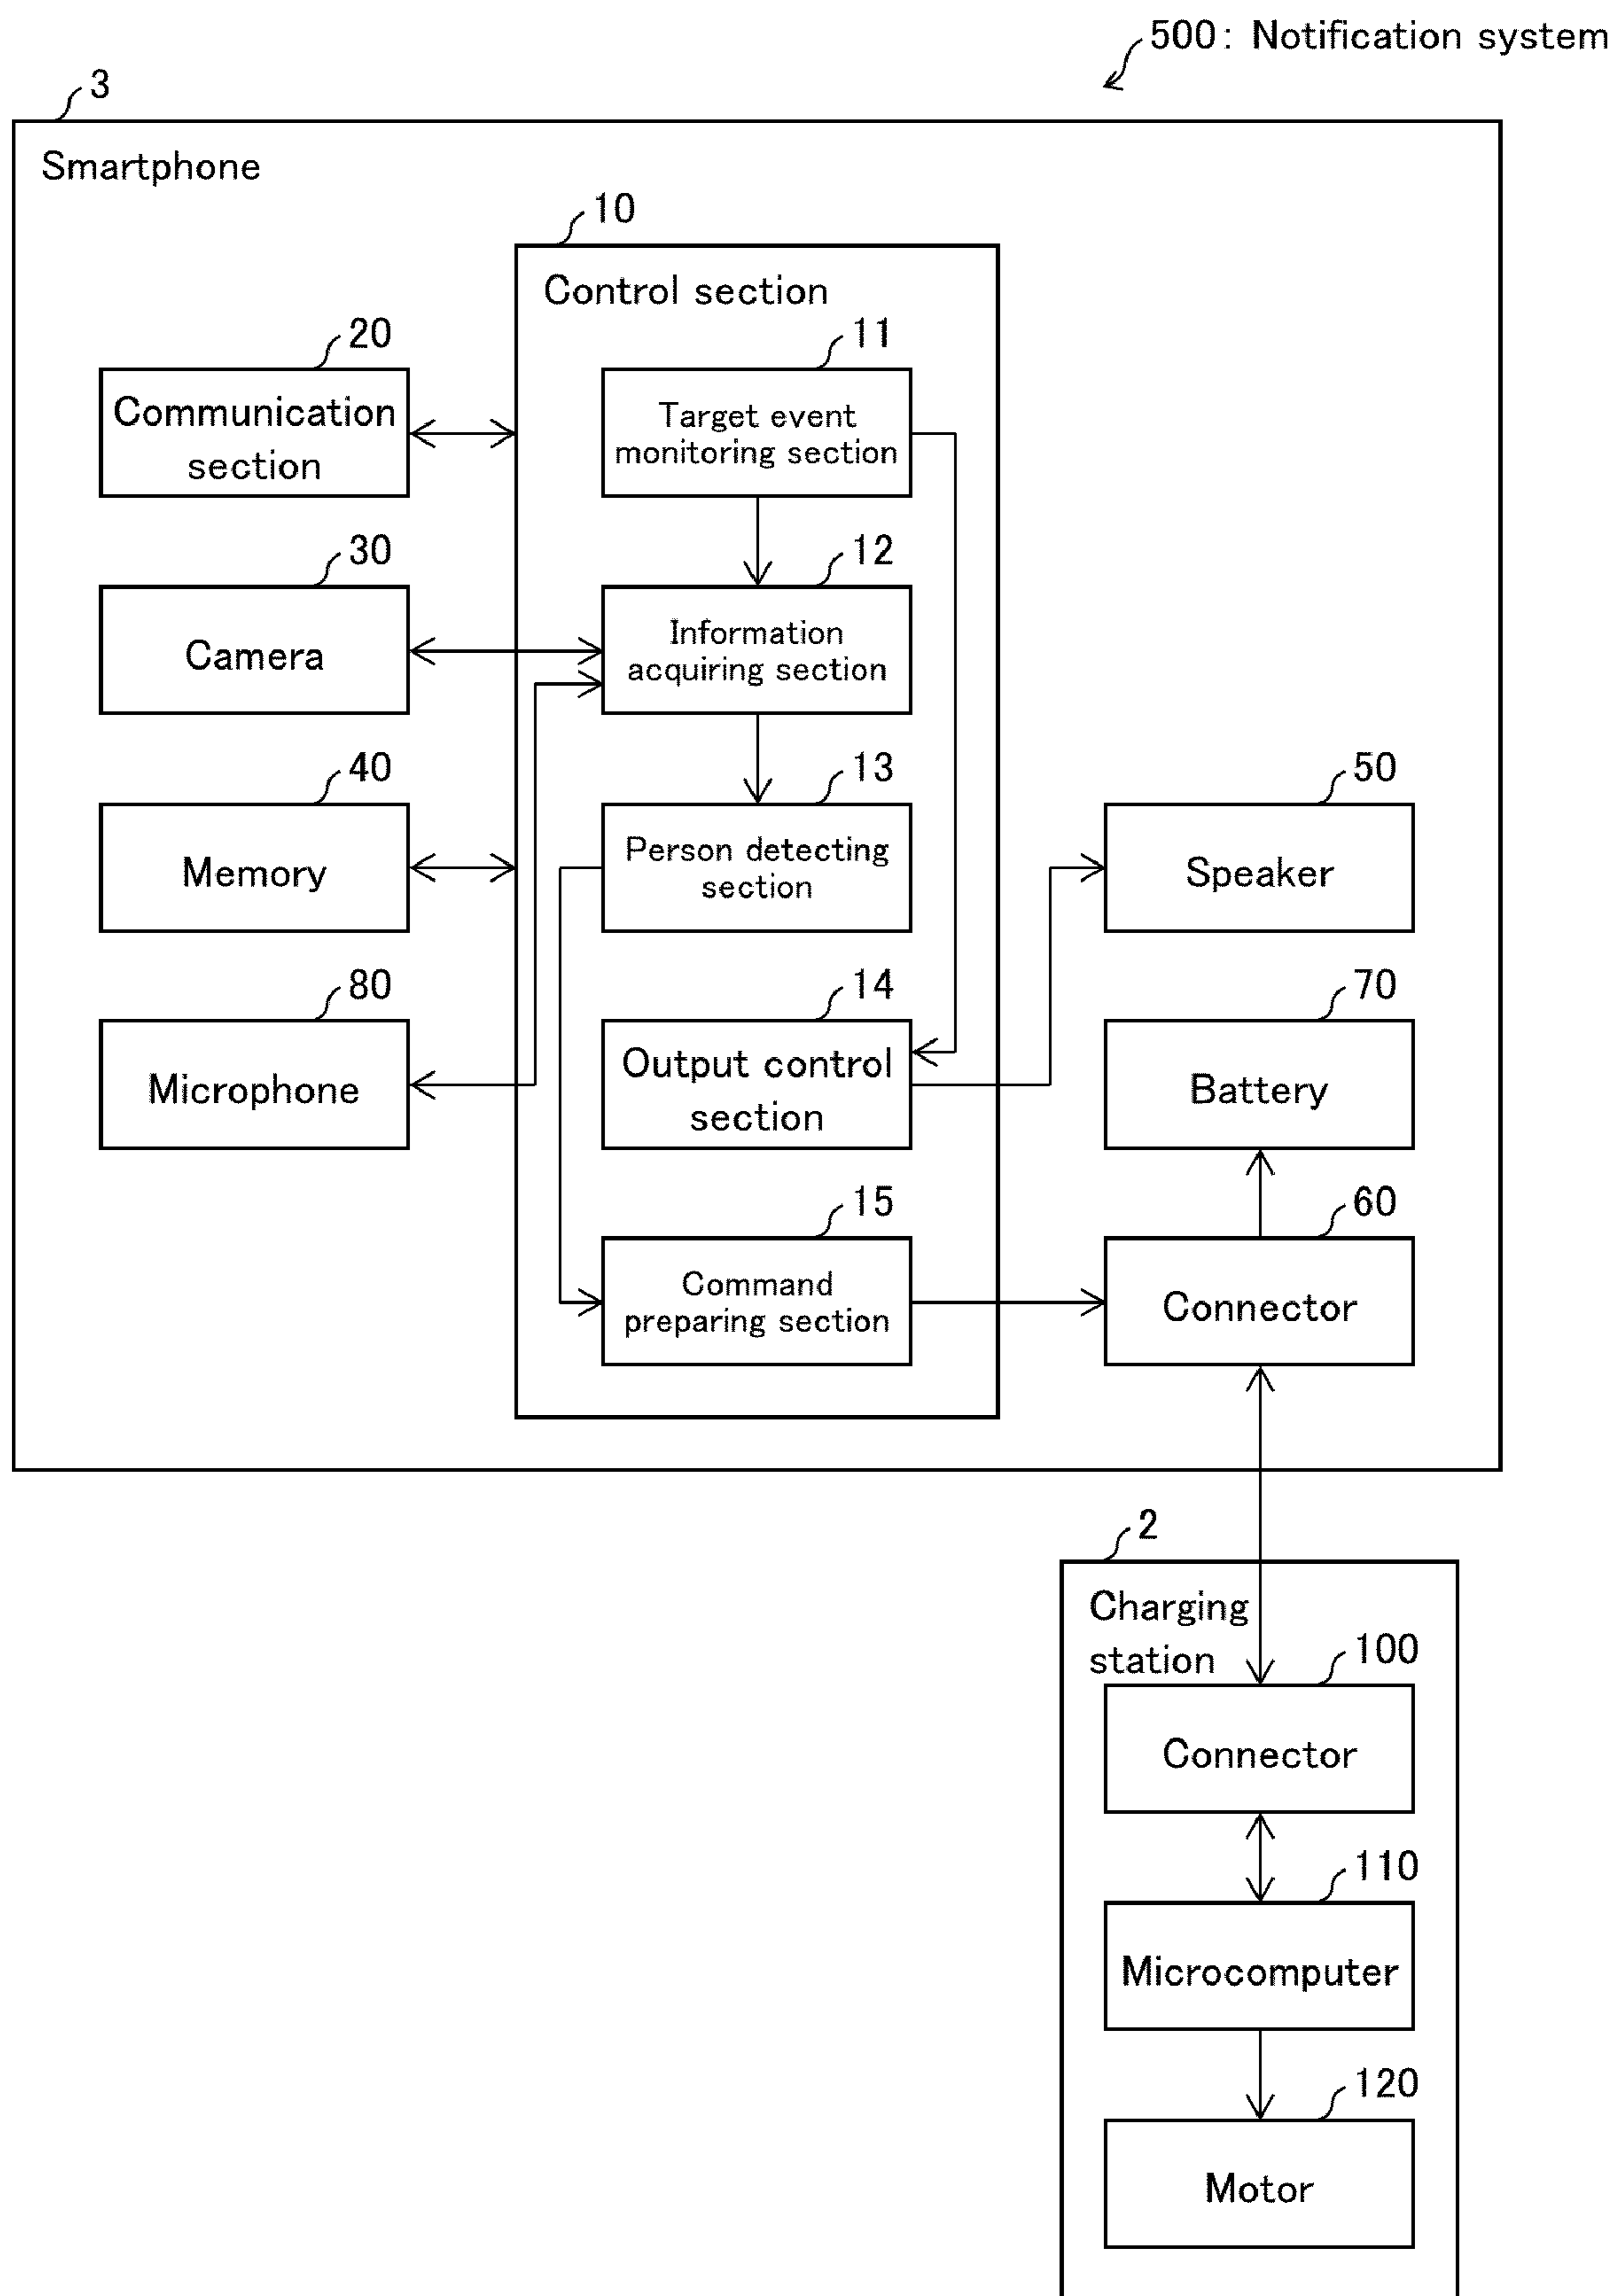 500: Notification system
3
Smartphone
10
Control section
20
Communication
section
11
Target event
monitoring section
30
Camera
12
Information
acquiring section
40
Memory
13
Person detecting
section
50
Speaker
80
Microphone
14
Output control
section
70
Battery
15
Command
preparing section
60
Connector
2
Charging
station
100
Connector
110
Microcomputer
120
Motor